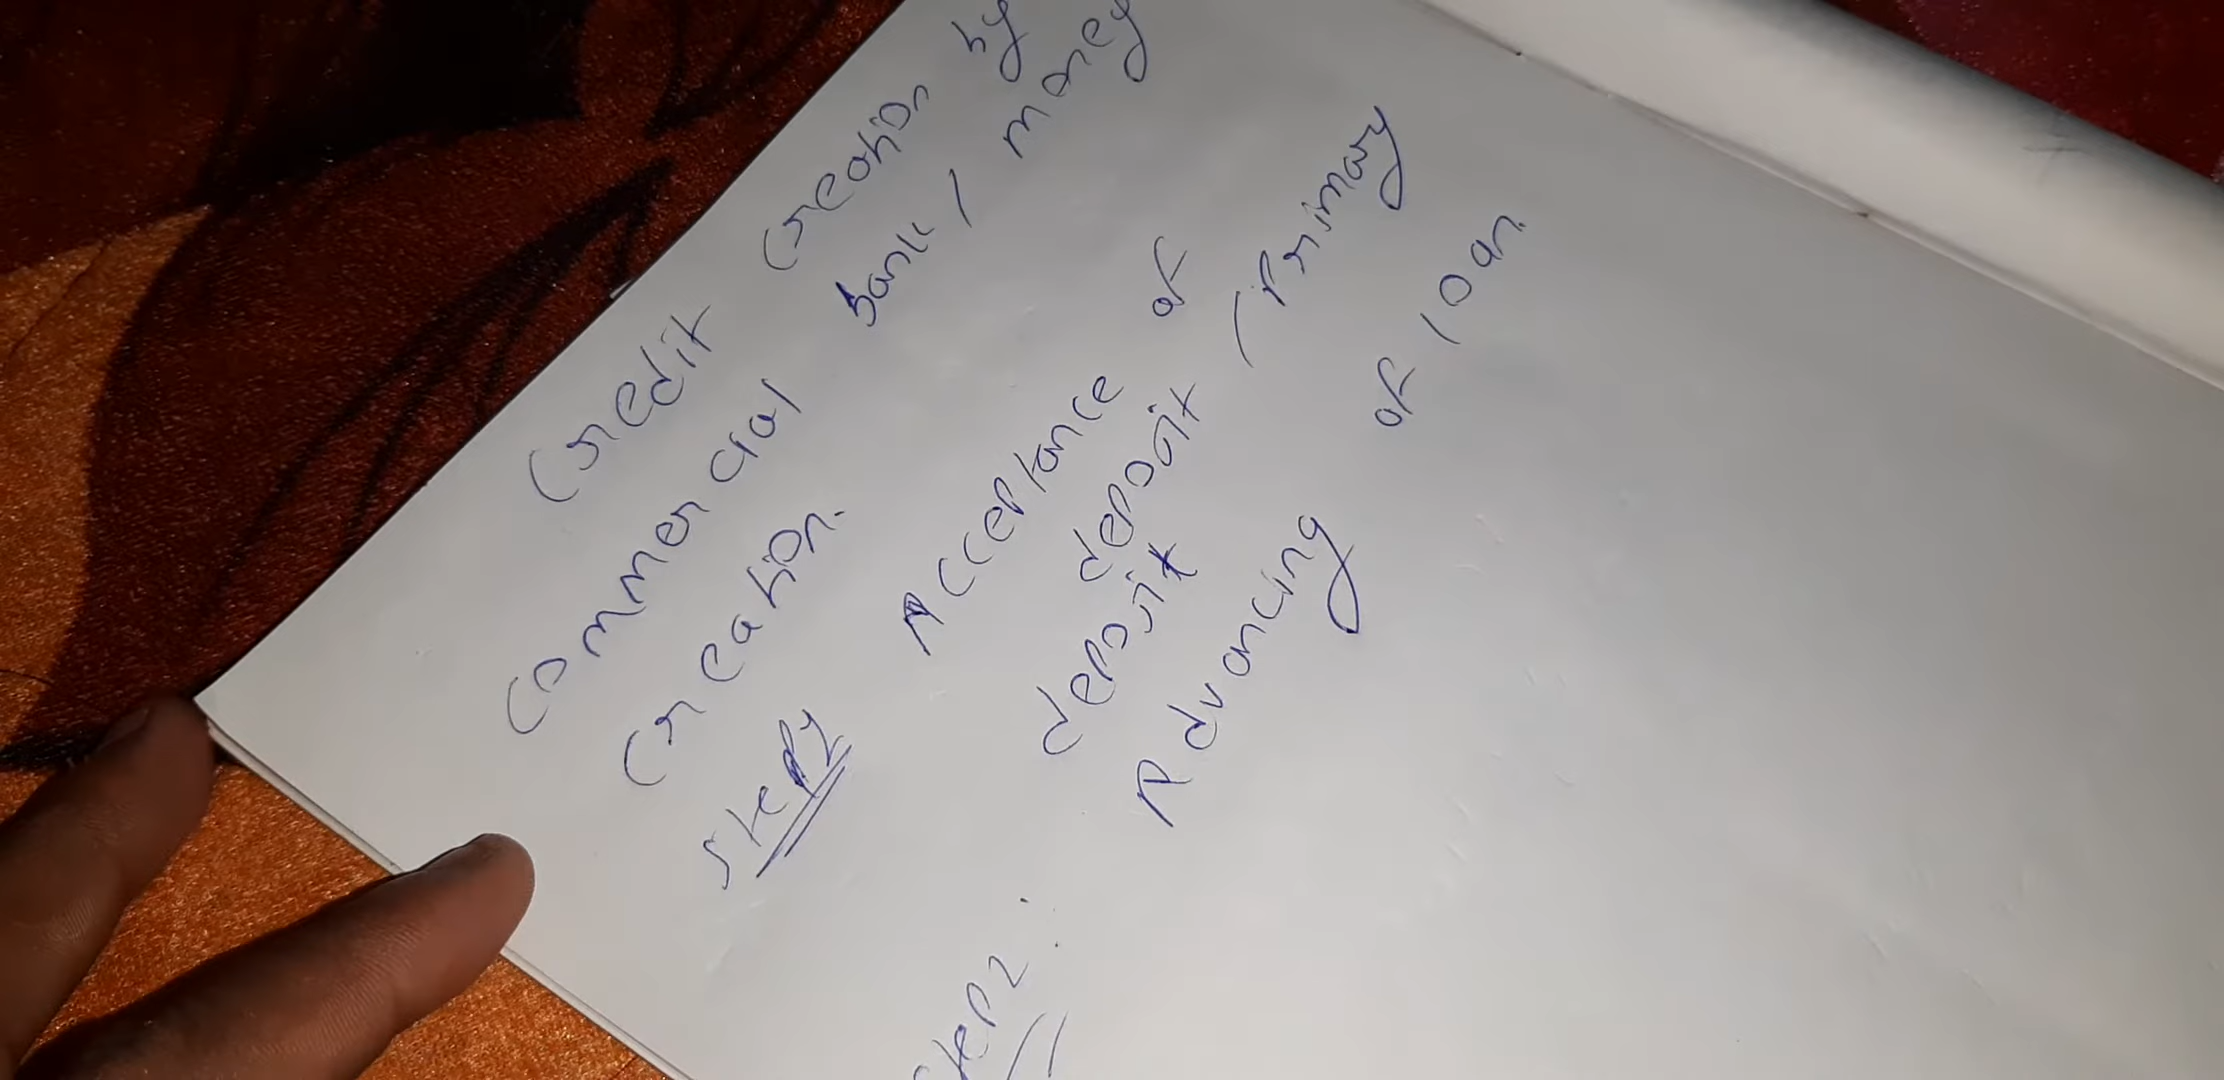 Credit Creation by
commercial bank / money
Creation.
Step1 Acceptance of
deposit (Primary
deposit
Step2: Advancing of loan